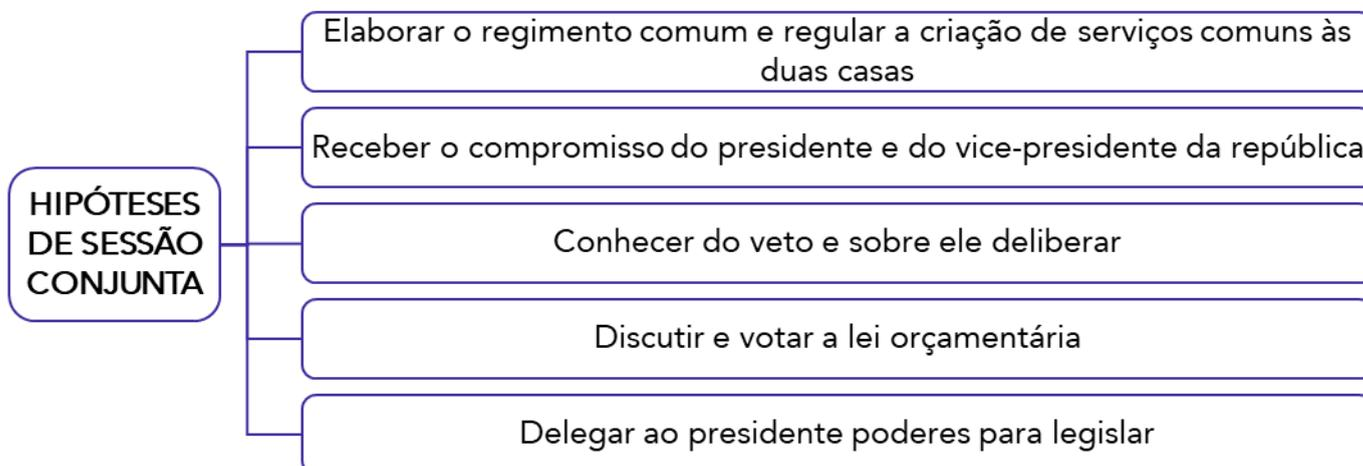 HIPÓTESES
DE SESSÃO
CONJUNTA
Elaborar o regimento comum e regular a criação de serviços comuns às
duas casas
Receber o compromisso do presidente e do vice-presidente da república
Conhecer do veto e sobre ele deliberar
Discutir e votar a lei orçamentária
Delegar ao presidente poderes para legislar